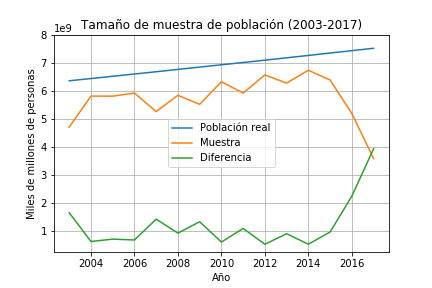 Tamaño de muestra de población (2003-2017)
1e9
8
7
6
5
4
3
2
1
Miles de millones de personas
Población real
Muestra
Diferencia
2004 2006 2008 2010 2012 2014 2016
Año